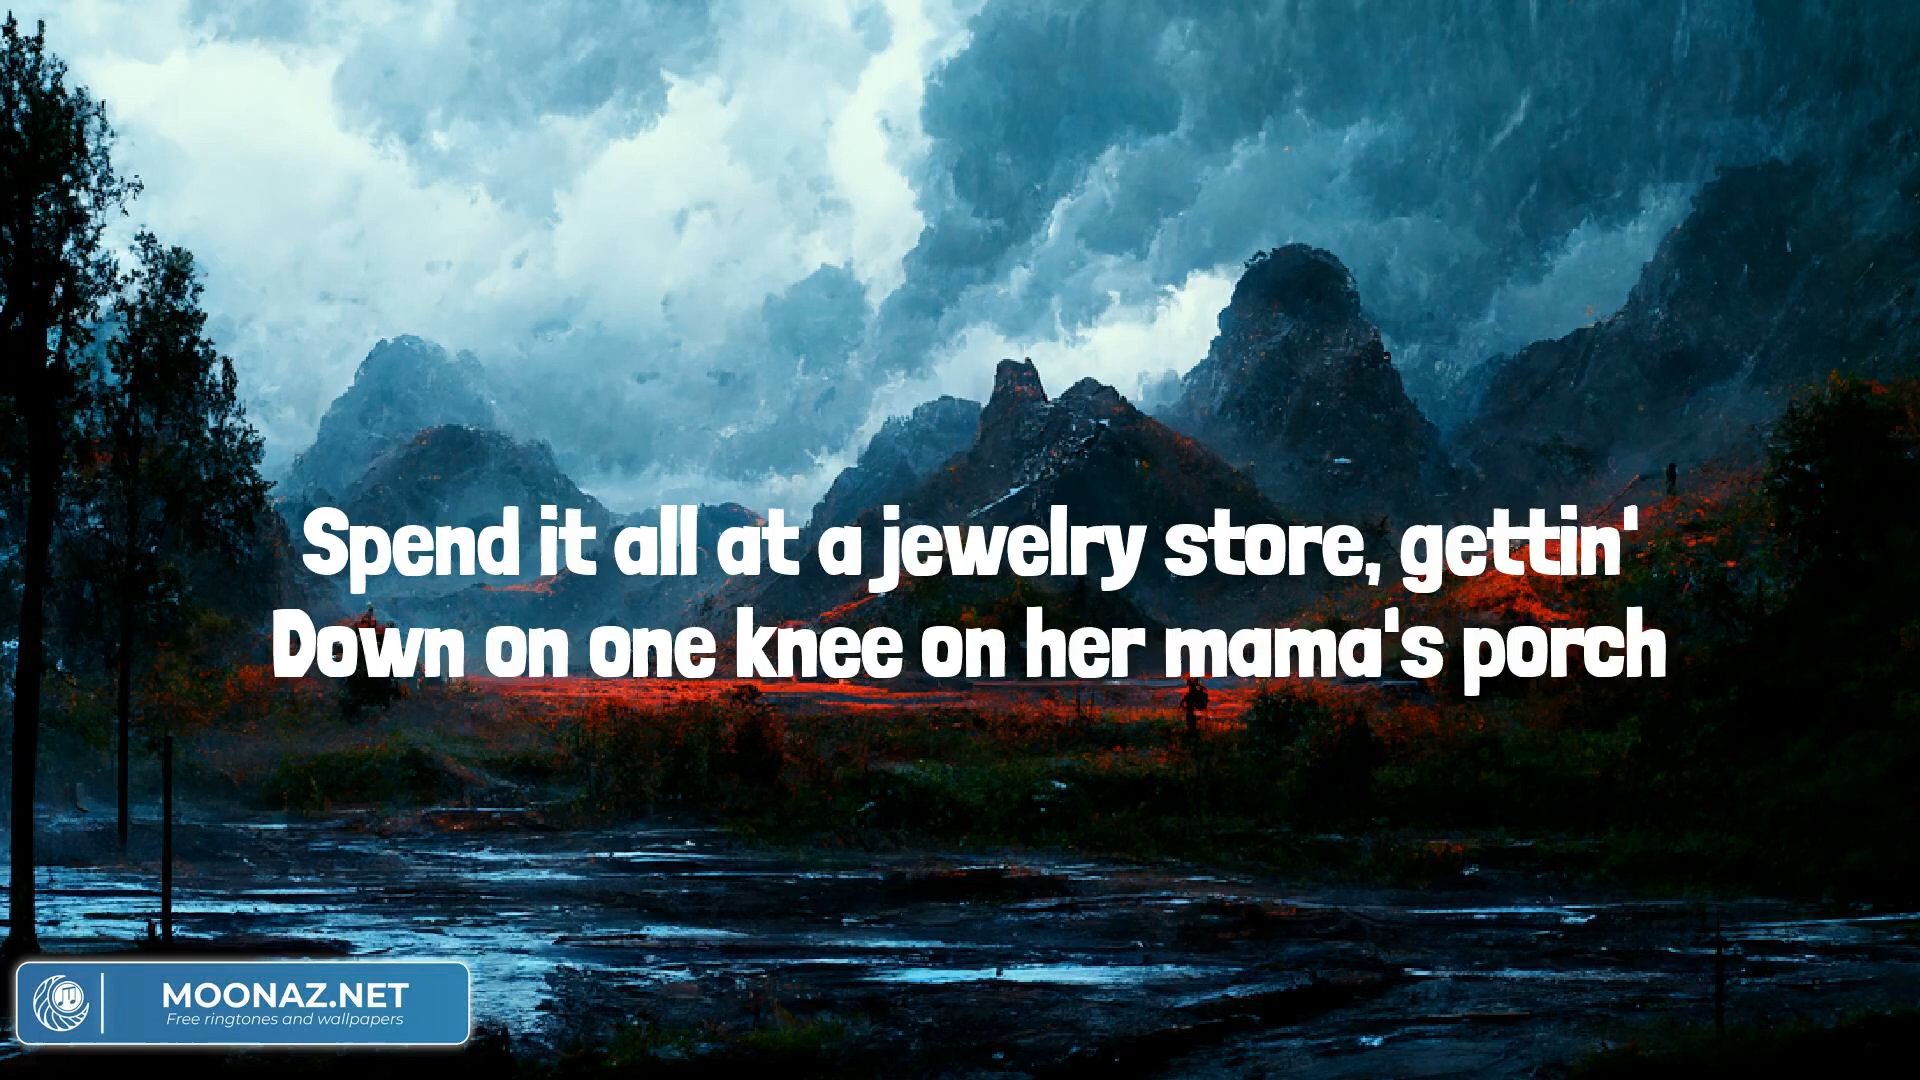 Spend it all at a jewelry store, gettin'
Down on one knee on her mama's porch
MOONAZ.NET
Free ringtones and wallpapers